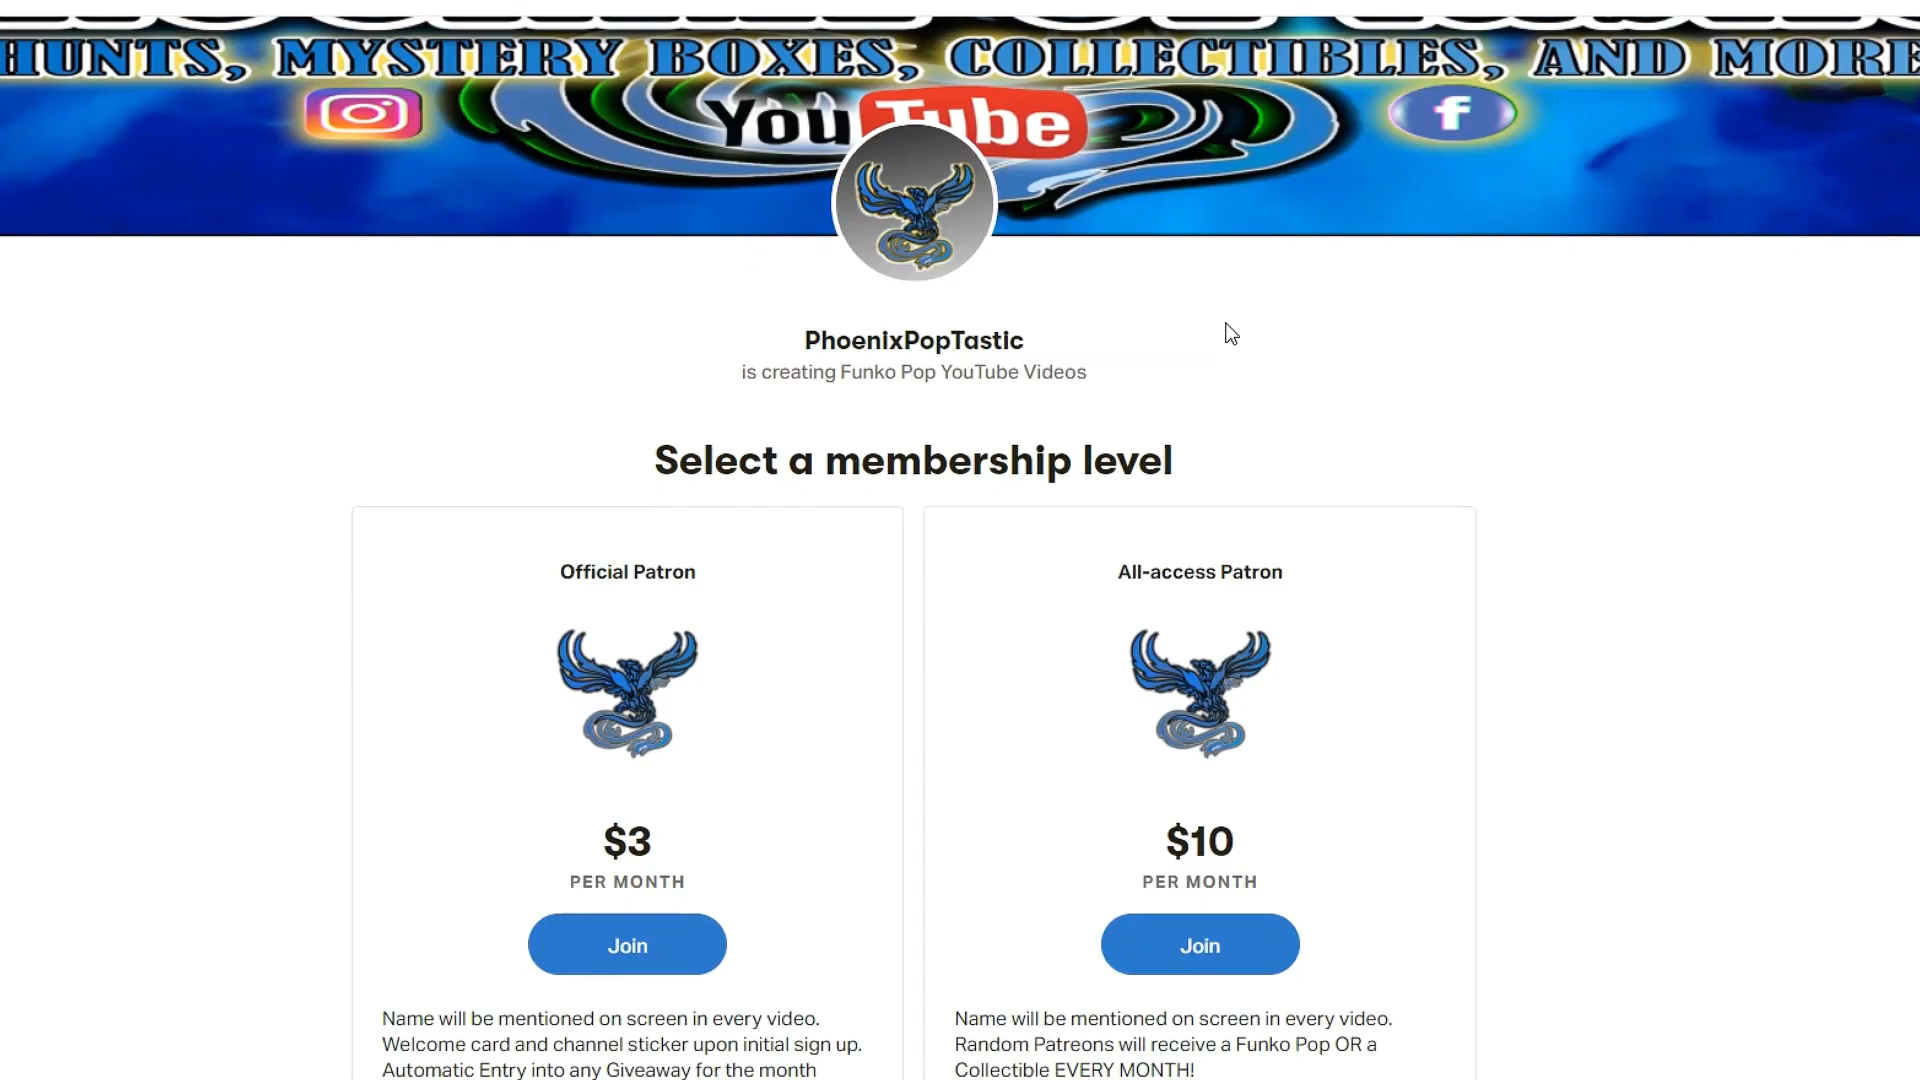 HUNTS, MYSTERY BOXES, COLLECTIBLES, AND MORE
YouTube
f
PhoenixPopTastic
is creating Funko Pop YouTube Videos
Select a membership level
Official Patron
$3
PER MONTH
Join
Name will be mentioned on screen in every video.
Welcome card and channel sticker upon initial sign up.
Automatic Entry into any Giveaway for the month
All-access Patron
$10
PER MONTH
Join
Name will be mentioned on screen in every video.
Random Patreons will receive a Funko Pop OR a
Collectible EVERY MONTH!